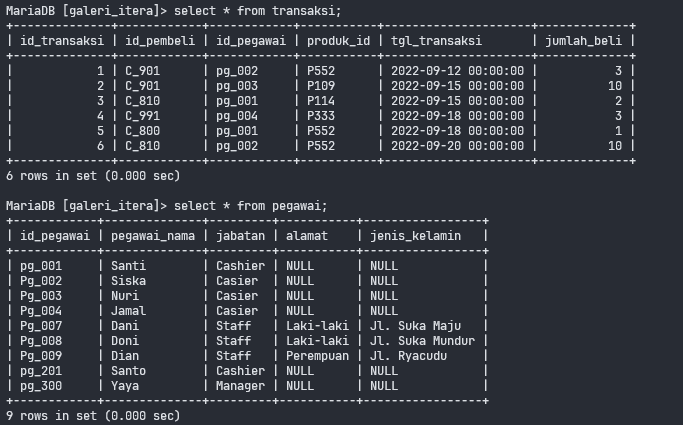 MariaDB [galeri_itera]> select * from transaksi;
+--------------+------------+------------+-----------+---------------------+-------------+
| id_transaksi | id_pembeli | id_pegawai | produk_id | tgl_transaksi       | jumlah_beli |
+--------------+------------+------------+-----------+---------------------+-------------+
|            1 | C_901      | pg_002     | P552      | 2022-09-12 00:00:00 |           3 |
|            2 | C_901      | pg_003     | P109      | 2022-09-15 00:00:00 |          10 |
|            3 | C_810      | pg_001     | P114      | 2022-09-15 00:00:00 |           2 |
|            4 | C_991      | pg_004     | P333      | 2022-09-18 00:00:00 |           3 |
|            5 | C_800      | pg_001     | P552      | 2022-09-18 00:00:00 |           1 |
|            6 | C_810      | pg_002     | P552      | 2022-09-20 00:00:00 |          10 |
+--------------+------------+------------+-----------+---------------------+-------------+
6 rows in set (0.000 sec)
MariaDB [galeri_itera]> select * from pegawai;
+------------+--------------+---------+-----------+-----------------+
| id_pegawai | pegawai_nama | jabatan | alamat    | jenis_kelamin   |
+------------+--------------+---------+-----------+-----------------+
| pg_001     | Santi        | Cashier | NULL      | NULL            |
| Pg_002     | Siska        | Casier  | NULL      | NULL            |
| Pg_003     | Nuri         | Casier  | NULL      | NULL            |
| Pg_004     | Jamal        | Casier  | NULL      | NULL            |
| Pg_007     | Dani         | Staff   | Laki-laki | Jl. Suka Maju   |
| Pg_008     | Doni         | Staff   | Laki-laki | Jl. Suka Mundur |
| Pg_009     | Dian         | Staff   | Perempuan | Jl. Ryacudu     |
| pg_201     | Santo        | Cashier | NULL      | NULL            |
| pg_300     | Yaya         | Manager | NULL      | NULL            |
+------------+--------------+---------+-----------+-----------------+
9 rows in set (0.000 sec)